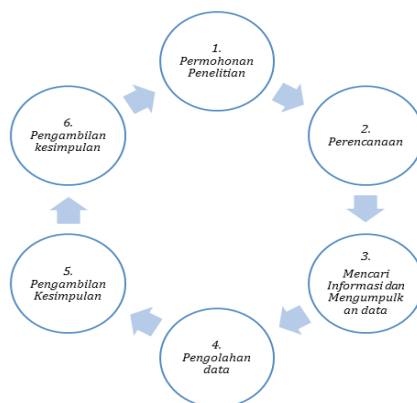 1.
Permohonan
Penelitian
2.
Perencanaan
3.
Mencari
Informasi dan
Mengumpulk
an data
4.
Pengolahan
data
5.
Pengambilan
Kesimpulan
6.
Pengambilan
kesimpulan